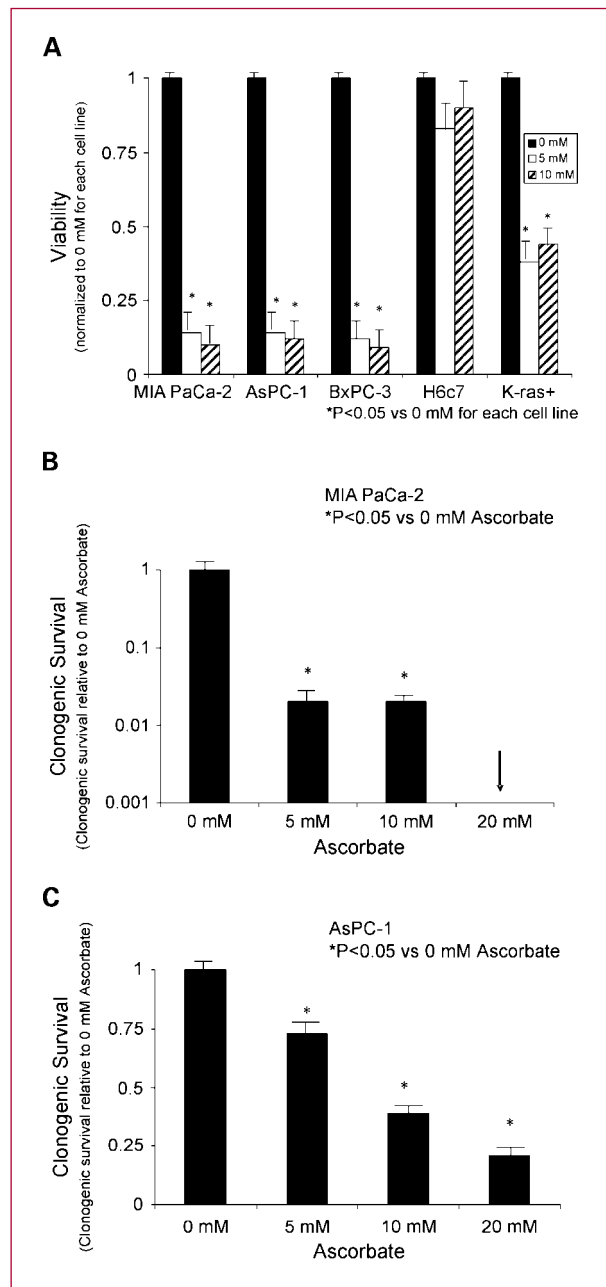 A
Viability
(normalized to 0 mM for each cell line)
1
0.75
0.5
0.25
0
0 mM
5 mM
10 mM
* * * * * * * *
MIA PaCa-2 AsPC-1 BxPC-3 H6c7 K-ras+
*P<0.05 vs 0 mM for each cell line
B
MIA PaCa-2
*P<0.05 vs 0 mM Ascorbate
Clonogenic Survival
(Clonogenic survival relative to 0 mM Ascorbate)
1
0.1
0.01
0.001
* *
0 mM 5 mM 10 mM 20 mM
Ascorbate
C
AsPC-1
*P<0.05 vs 0 mM Ascorbate
Clonogenic Survival
(Clonogenic survival relative to 0 mM Ascorbate)
1
0.75
0.5
0.25
0
* * *
0 mM 5 mM 10 mM 20 mM
Ascorbate